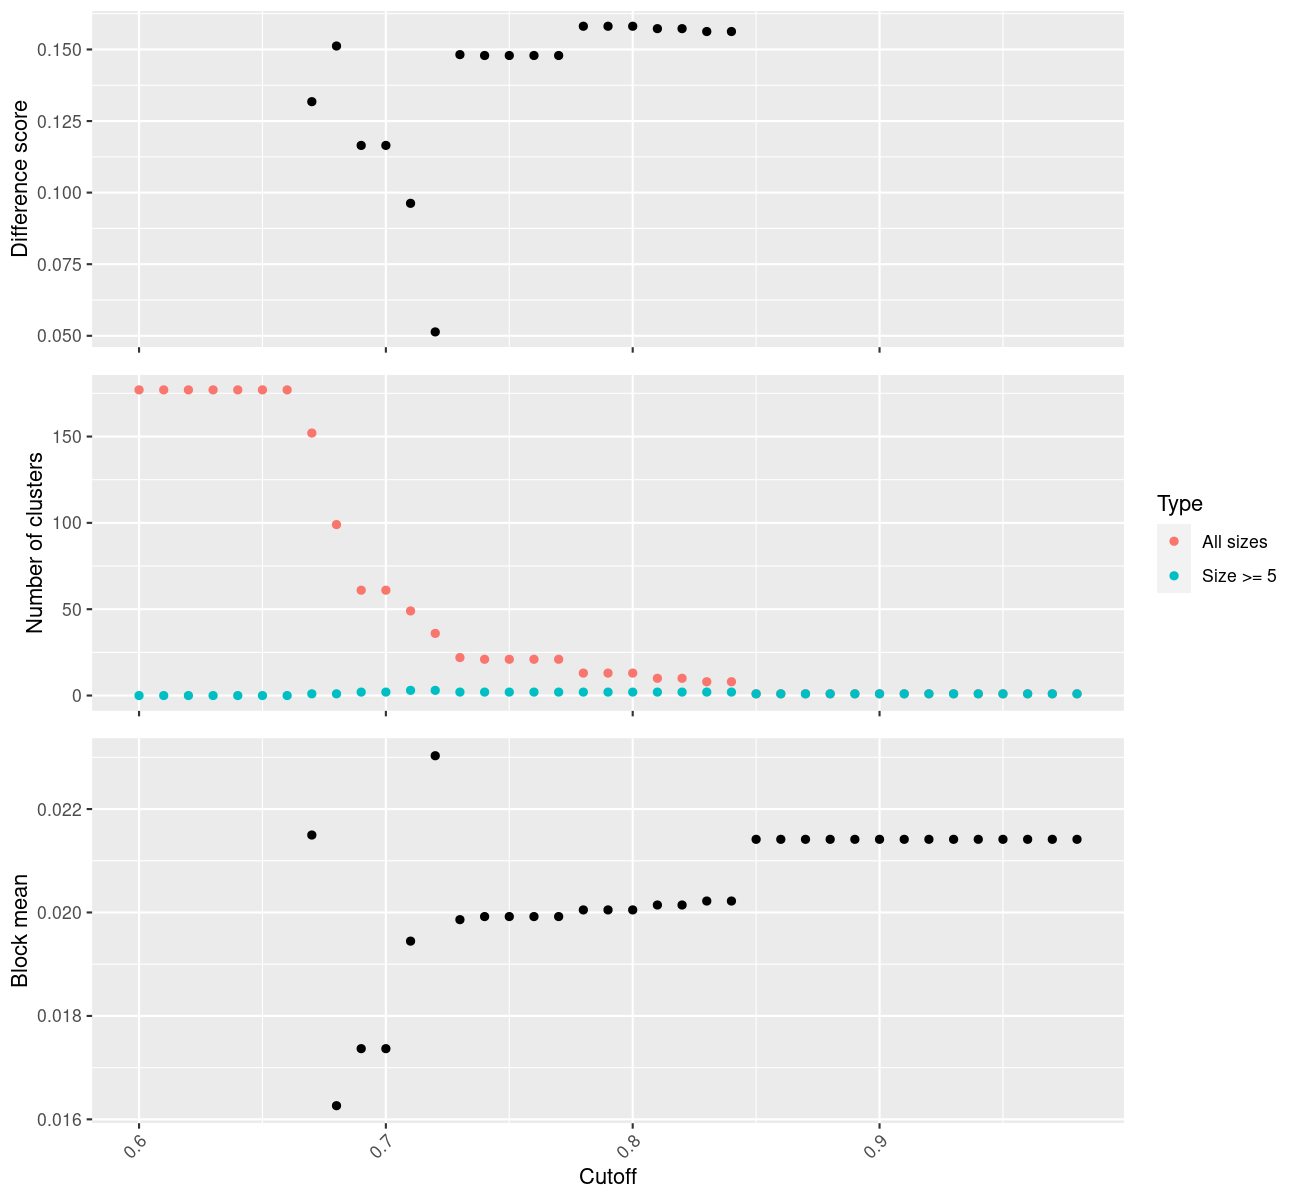 Difference score
0.150
0.125
0.100
0.075
0.050
Number of clusters
150
100
50
0
Type
All sizes
Size >= 5
Block mean
0.022
0.020
0.018
0.016
0.6 0.7 0.8 0.9
Cutoff